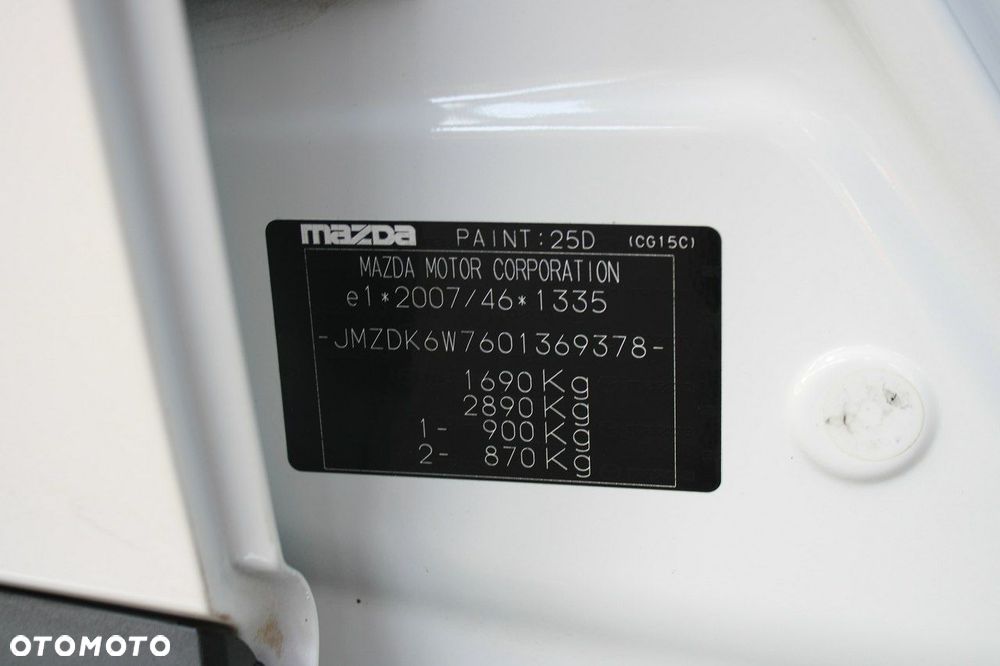 mazda PAINT:25D (CG15C)
MAZDA MOTOR CORPORATION
e1*2007/46*1335
-JMZDK6W7601369378-
1690Kg
2890Kg
1- 900Kg
2- 870Kg
OTOMOTO